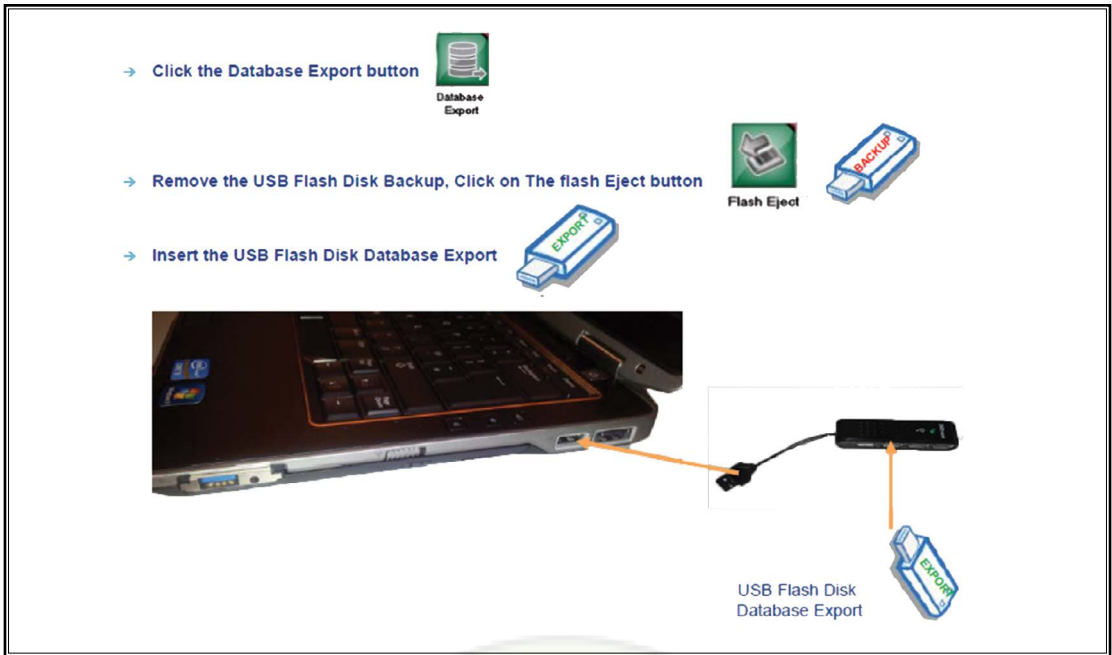 → Click the Database Export button
Database
Export
→ Remove the USB Flash Disk Backup, Click on The flash Eject button
Flash Eject
BACKUP
→ Insert the USB Flash Disk Database Export
EXPORT
EXPORT
USB Flash Disk
Database Export